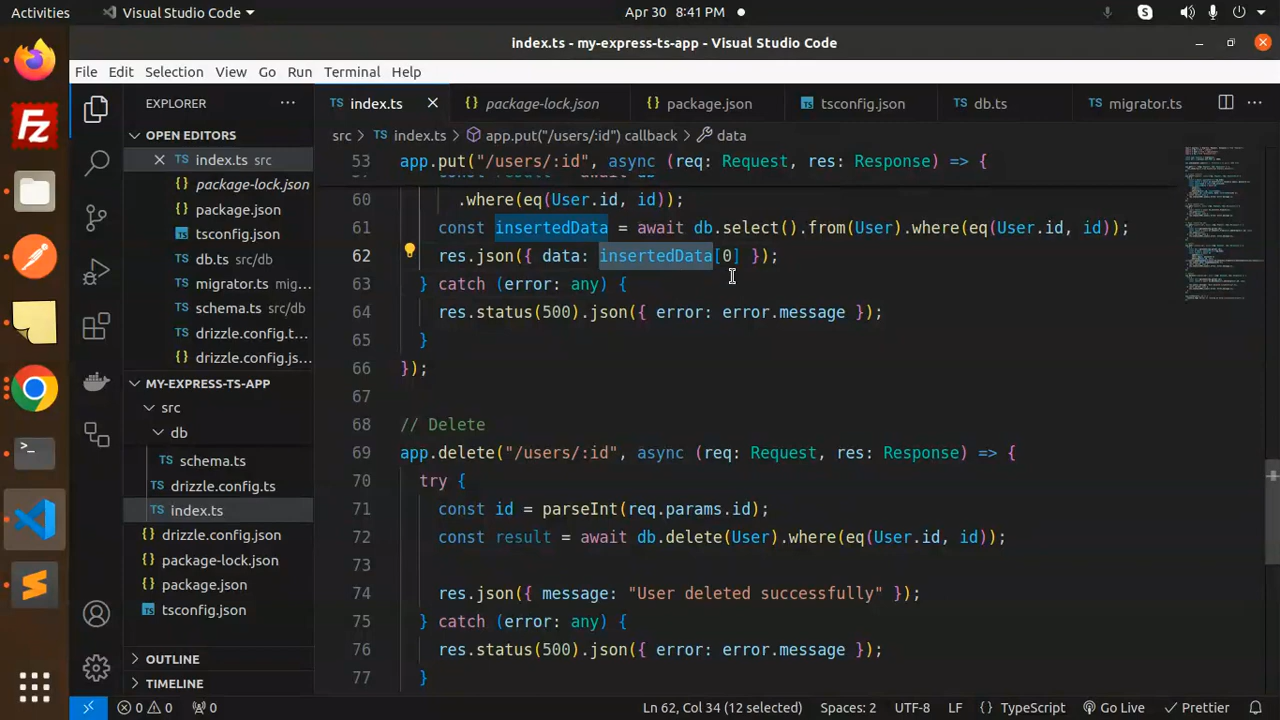 Activities
Visual Studio Code
Apr 30 8:41 PM
index.ts - my-express-ts-app - Visual Studio Code
File Edit Selection View Go Run Terminal Help
EXPLORER
index.ts
package-lock.json
package.json
tsconfig.json
db.ts
migrator.ts
OPEN EDITORS
index.ts src
package-lock.json
package.json
tsconfig.json
db.ts src/db
migrator.ts mig...
schema.ts src/db
drizzle.config.t...
drizzle.config.js...
MY-EXPRESS-TS-APP
src
db
schema.ts
drizzle.config.ts
index.ts
drizzle.config.json
package-lock.json
package.json
tsconfig.json
OUTLINE
TIMELINE
src > index.ts > app.put("/users/:id") callback > data
53 app.put("/users/:id", async (req: Request, res: Response) => {
60 .where(eq(User.id, id));
61 const insertedData = await db.select().from(User).where(eq(User.id, id));
62 res.json({ data: insertedData[0] });
63 } catch (error: any) {
64 res.status(500).json({ error: error.message });
65 }
66 });
67
68 // Delete
69 app.delete("/users/:id", async (req: Request, res: Response) => {
70 try {
71 const id = parseInt(req.params.id);
72 const result = await db.delete(User).where(eq(User.id, id));
73
74 res.json({ message: "User deleted successfully" });
75 } catch (error: any) {
76 res.status(500).json({ error: error.message });
77 }
0 0 0
Ln 62, Col 34 (12 selected)
Spaces: 2
UTF-8
LF
{ } TypeScript
Go Live
Prettier